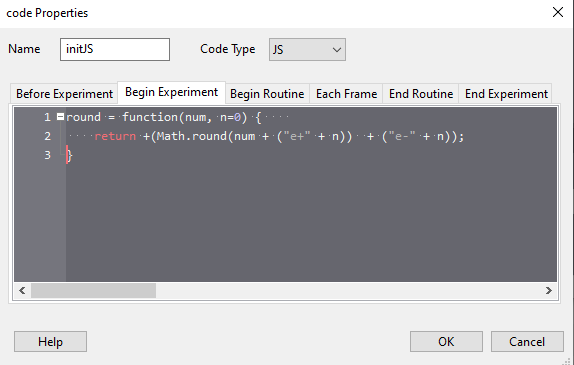 code Properties
Name initJS Code Type JS
Before Experiment Begin Experiment Begin Routine Each Frame End Routine End Experiment
1 round = function(num, n=0) {
2 return +(Math.round(num + ("e+" + n)) + ("e-" + n));
3 }
Help OK Cancel